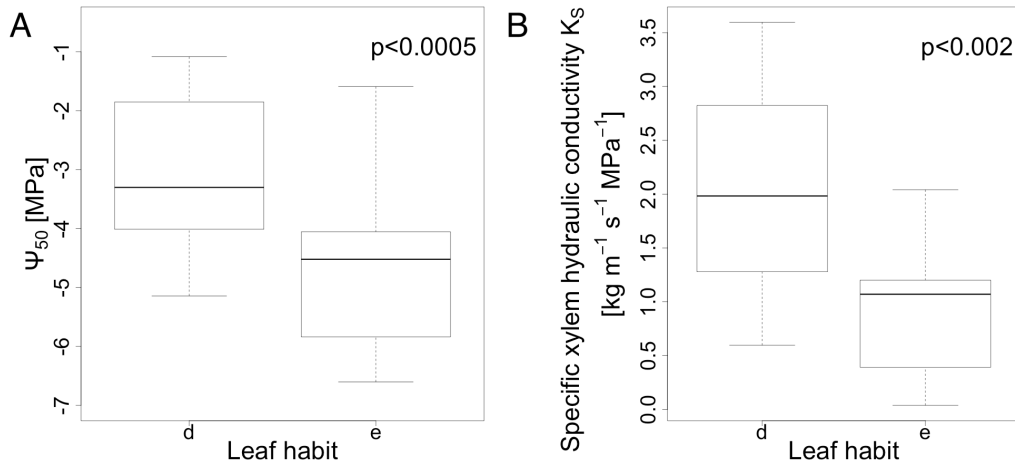 A
p<0.0005
Ψ50 [MPa]
-1
-2
-3
-4
-5
-6
-7
d
e
Leaf habit
B
p<0.002
Specific xylem hydraulic conductivity KS
[kg m−1 s−1 MPa−1]
3.5
3.0
2.5
2.0
1.5
1.0
0.5
0.0
d
e
Leaf habit